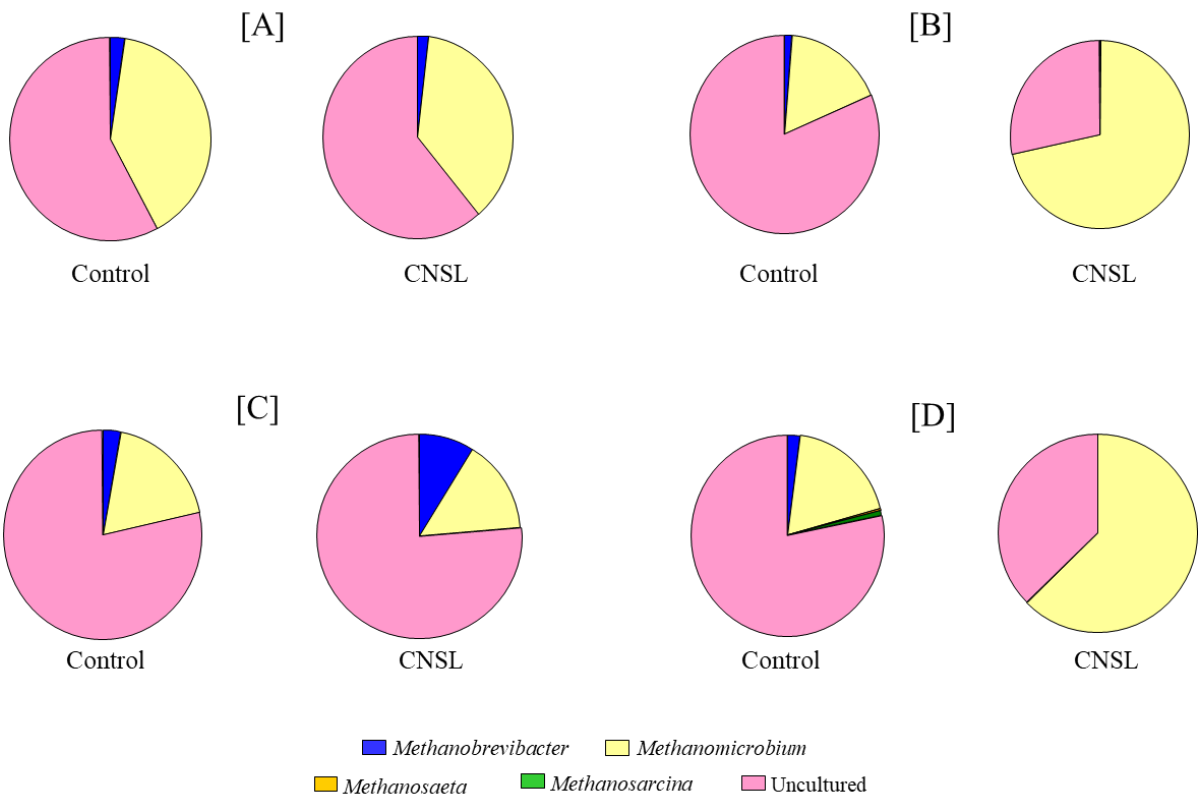 [A]
[B]
Control
CNSL
Control
CNSL
[C]
[D]
Control
CNSL
Control
CNSL
Methanobrevibacter
Methanomicrobium
Methanosaeta
Methanosarcina
Uncultured